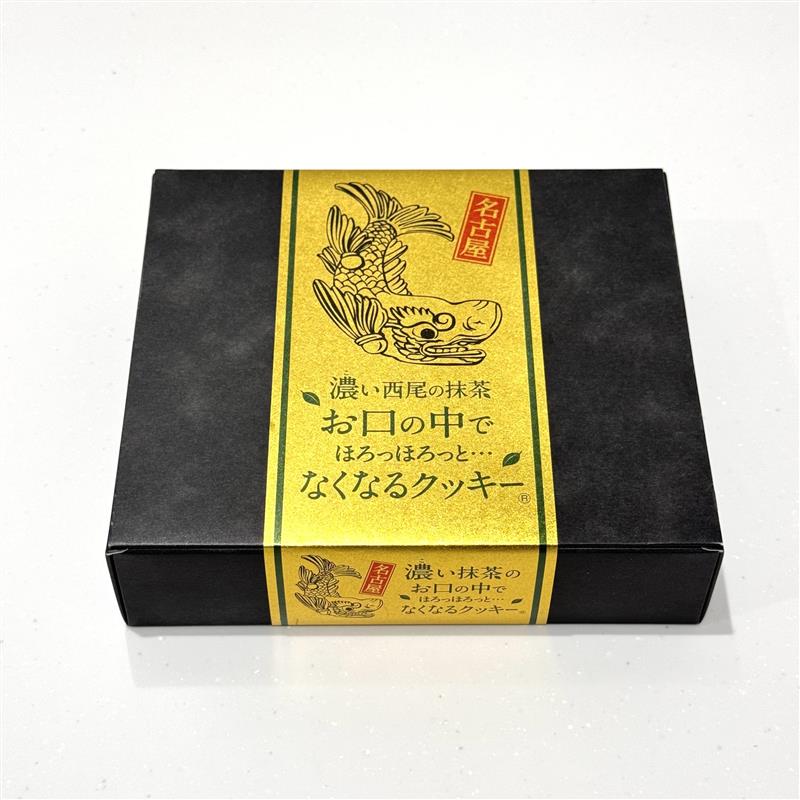 名古屋
濃い西尾の抹茶
お口の中で
ほろっほろっと…
なくなるクッキー®
名古屋
濃い抹茶の
お口の中で
ほろっほろっと…
なくなるクッキー®